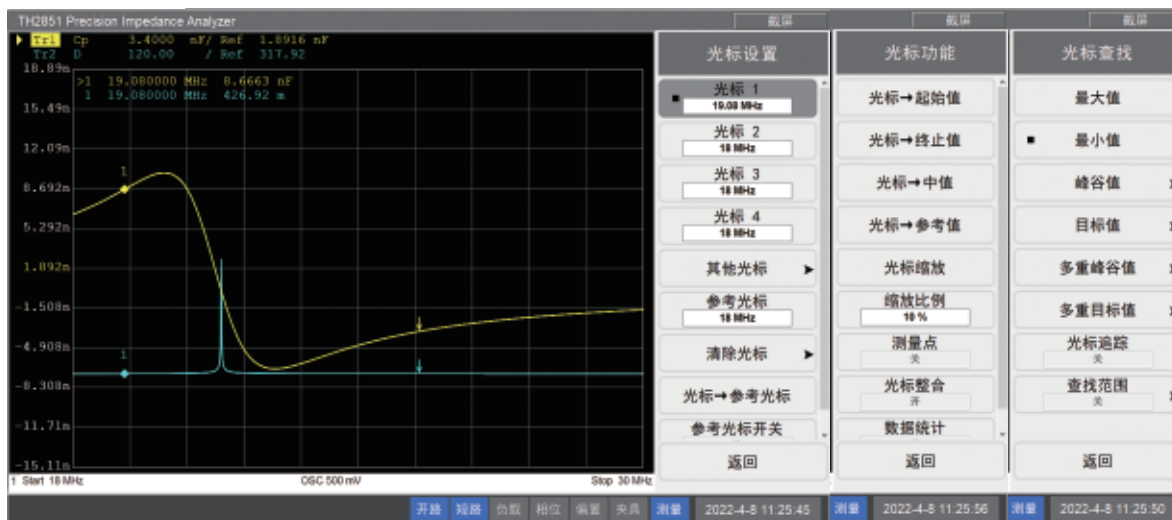 TH2851 Precision Impedance Analyzer
截屏
截屏
截屏
Tr1 Cp 3.4000 nF/ Ref 1.8916 nF
Tr2 D 120.00 / Ref 317.92
>1 19.080000 MHz 8.6663 nF
1 19.080000 MHz 426.92 m
18.89n
15.49n
12.09n
8.692n
5.292n
1.892n
-1.508n
-4.908n
-8.308n
-11.71n
-15.11n
1
1
1 Start 18 MHz OSC 500 mV Stop 30 MHz
光标设置
光标 1
19.08 MHz
光标 2
18 MHz
光标 3
18 MHz
光标 4
18 MHz
其他光标
参考光标
18 MHz
清除光标
光标→参考光标
参考光标开关
返回
光标功能
光标→起始值
光标→终止值
光标→中值
光标→参考值
光标缩放
缩放比例
10 %
测量点
关
光标整合
开
数据统计
返回
光标查找
最大值
最小值
峰谷值
目标值
多重峰谷值
多重目标值
光标追踪
关
查找范围
关
返回
开路 短路 负载 相位 偏置 夹具 测量 2022-4-8 11:25:45
测量 2022-4-8 11:25:56
测量 2022-4-8 11:25:50